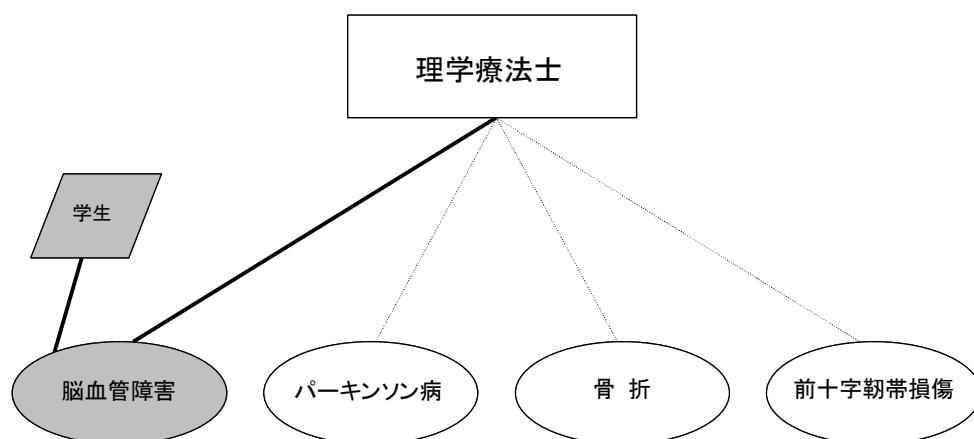 理学療法士
学生
脳血管障害
パーキンソン病
骨 折
前十字靭帯損傷